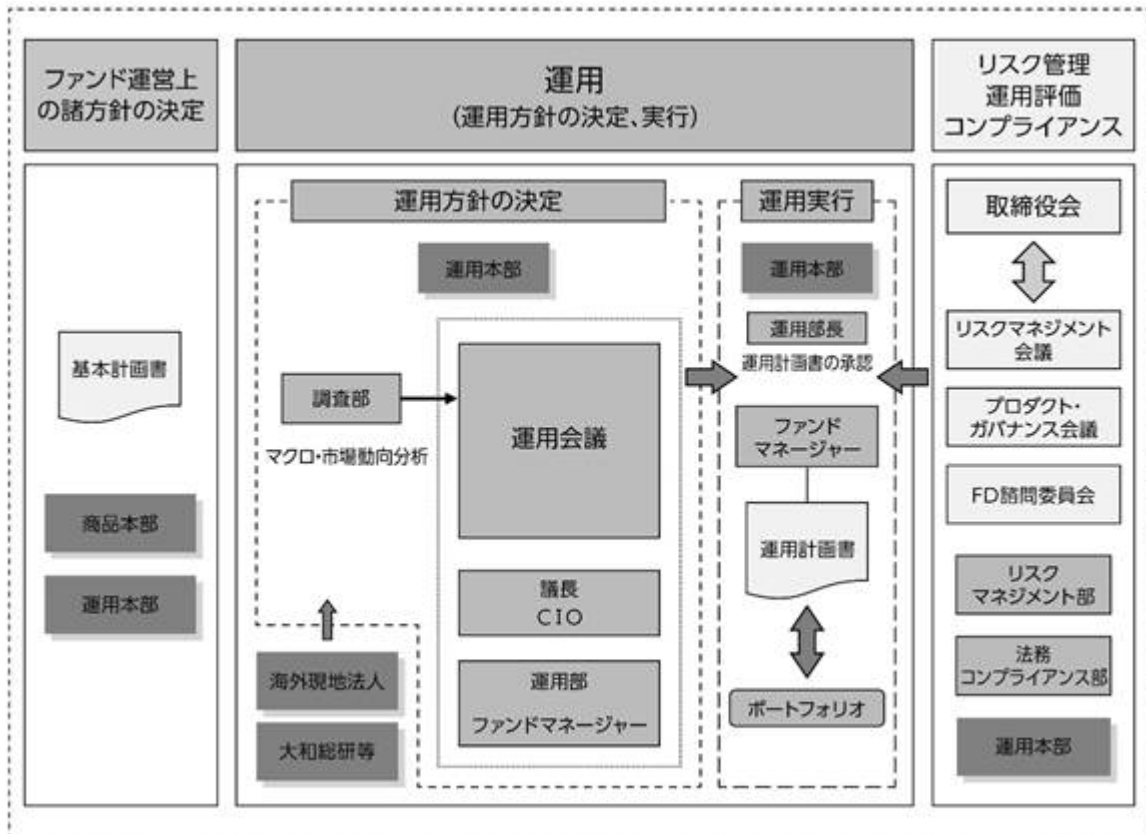 ファンド運営上
の諸方針の決定
運用
(運用方針の決定、実行)
リスク管理
運用評価
コンプライアンス
基本計画書
商品本部
運用本部
運用方針の決定
運用本部
調査部
マクロ・市場動向分析
運用会議
議長
CIO
運用部
ファンドマネージャー
海外現地法人
大和総研等
運用実行
運用本部
運用部長
運用計画書の承認
ファンド
マネージャー
運用計画書
ポートフォリオ
取締役会
リスクマネジメント
会議
プロダクト・
ガバナンス会議
FD諮問委員会
リスク
マネジメント部
法務
コンプライアンス部
運用本部